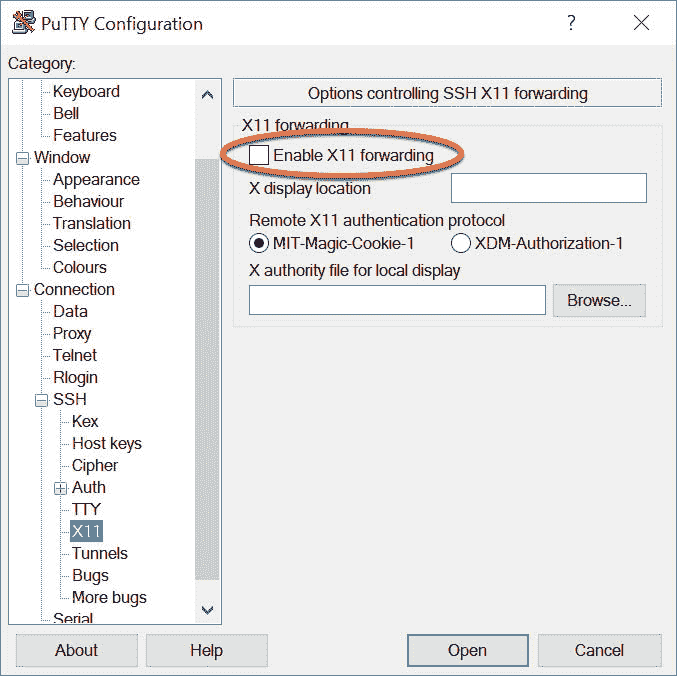 PuTTY Configuration
?
Category:
Keyboard
Bell
Features
Window
Appearance
Behaviour
Translation
Selection
Colours
Connection
Data
Proxy
Telnet
Rlogin
SSH
Kex
Host keys
Cipher
Auth
TTY
X11
Tunnels
Bugs
More bugs
Serial
Options controlling SSH X11 forwarding
X11 forwarding
Enable X11 forwarding
X display location
Remote X11 authentication protocol
MIT-Magic-Cookie-1 XDM-Authorization-1
X authority file for local display
Browse...
About Help Open Cancel